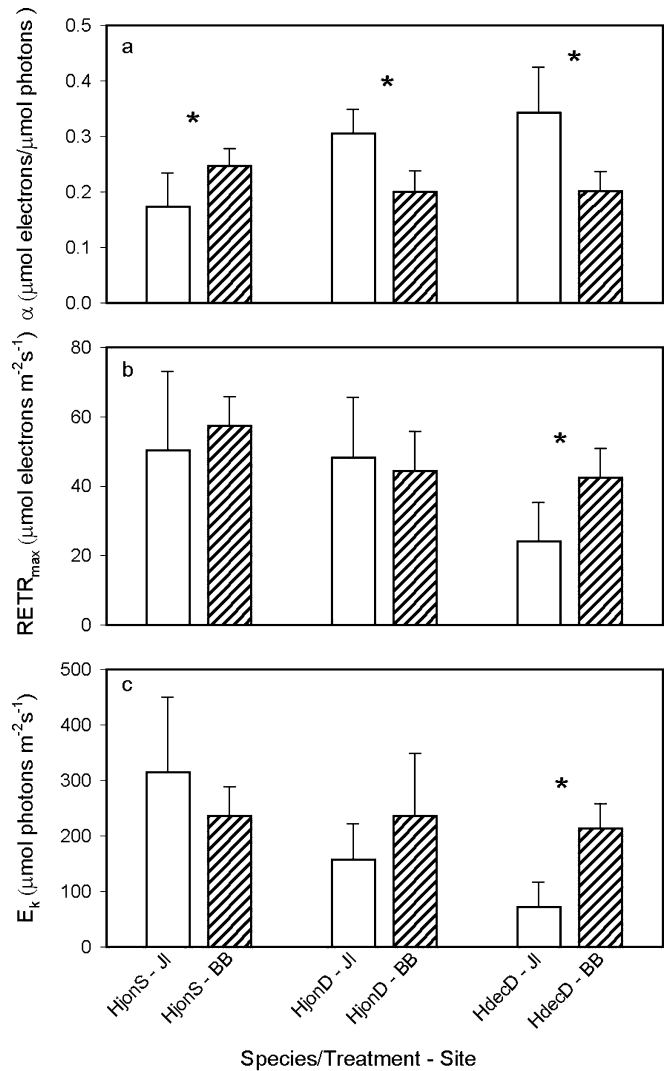 a
α (μmol electrons/μmol photons )
0.5
0.4
0.3
0.2
0.1
0.0
*
*
*
b
RETRmax (μmol electrons m-2s-1)
80
60
40
20
0
*
c
Ek (μmol photons m-2s-1)
500
400
300
200
100
0
*
HjonS - JI
HjonS - BB
HjonD - JI
HjonD - BB
HdecD - JI
HdecD - BB
Species/Treatment - Site